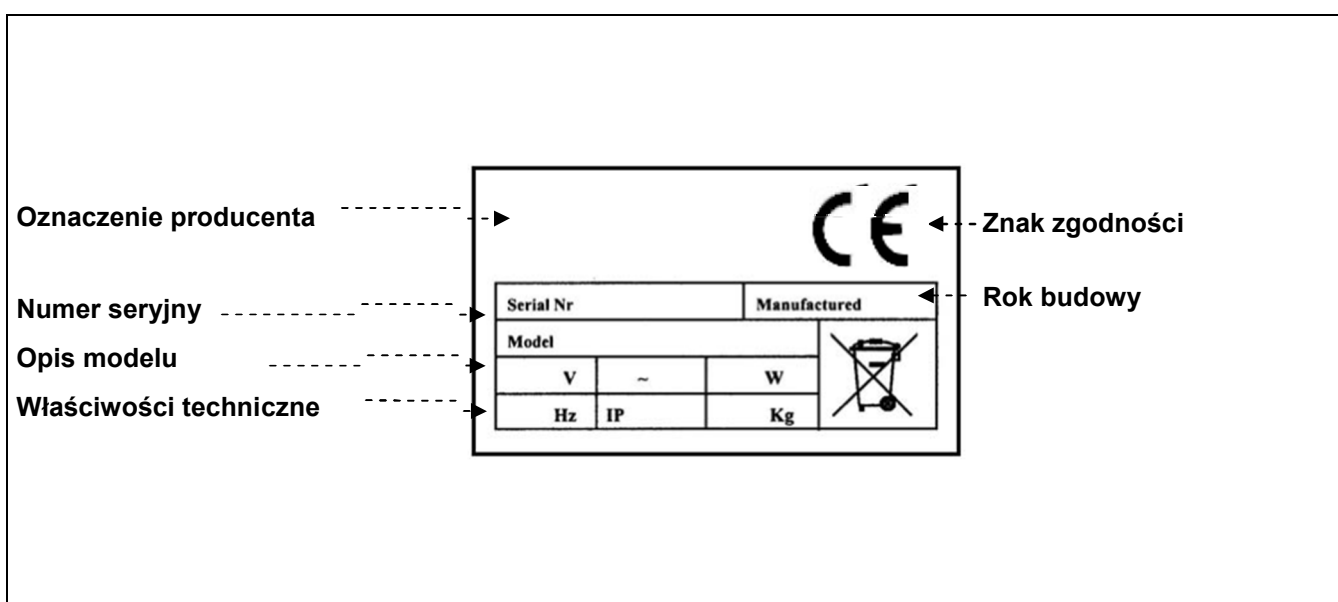 Oznaczenie producenta
CE
Znak zgodności
Numer seryjny
Serial Nr
Manufactured
Rok budowy
Opis modelu
Model
V
~
W
Właściwości techniczne
Hz
IP
Kg